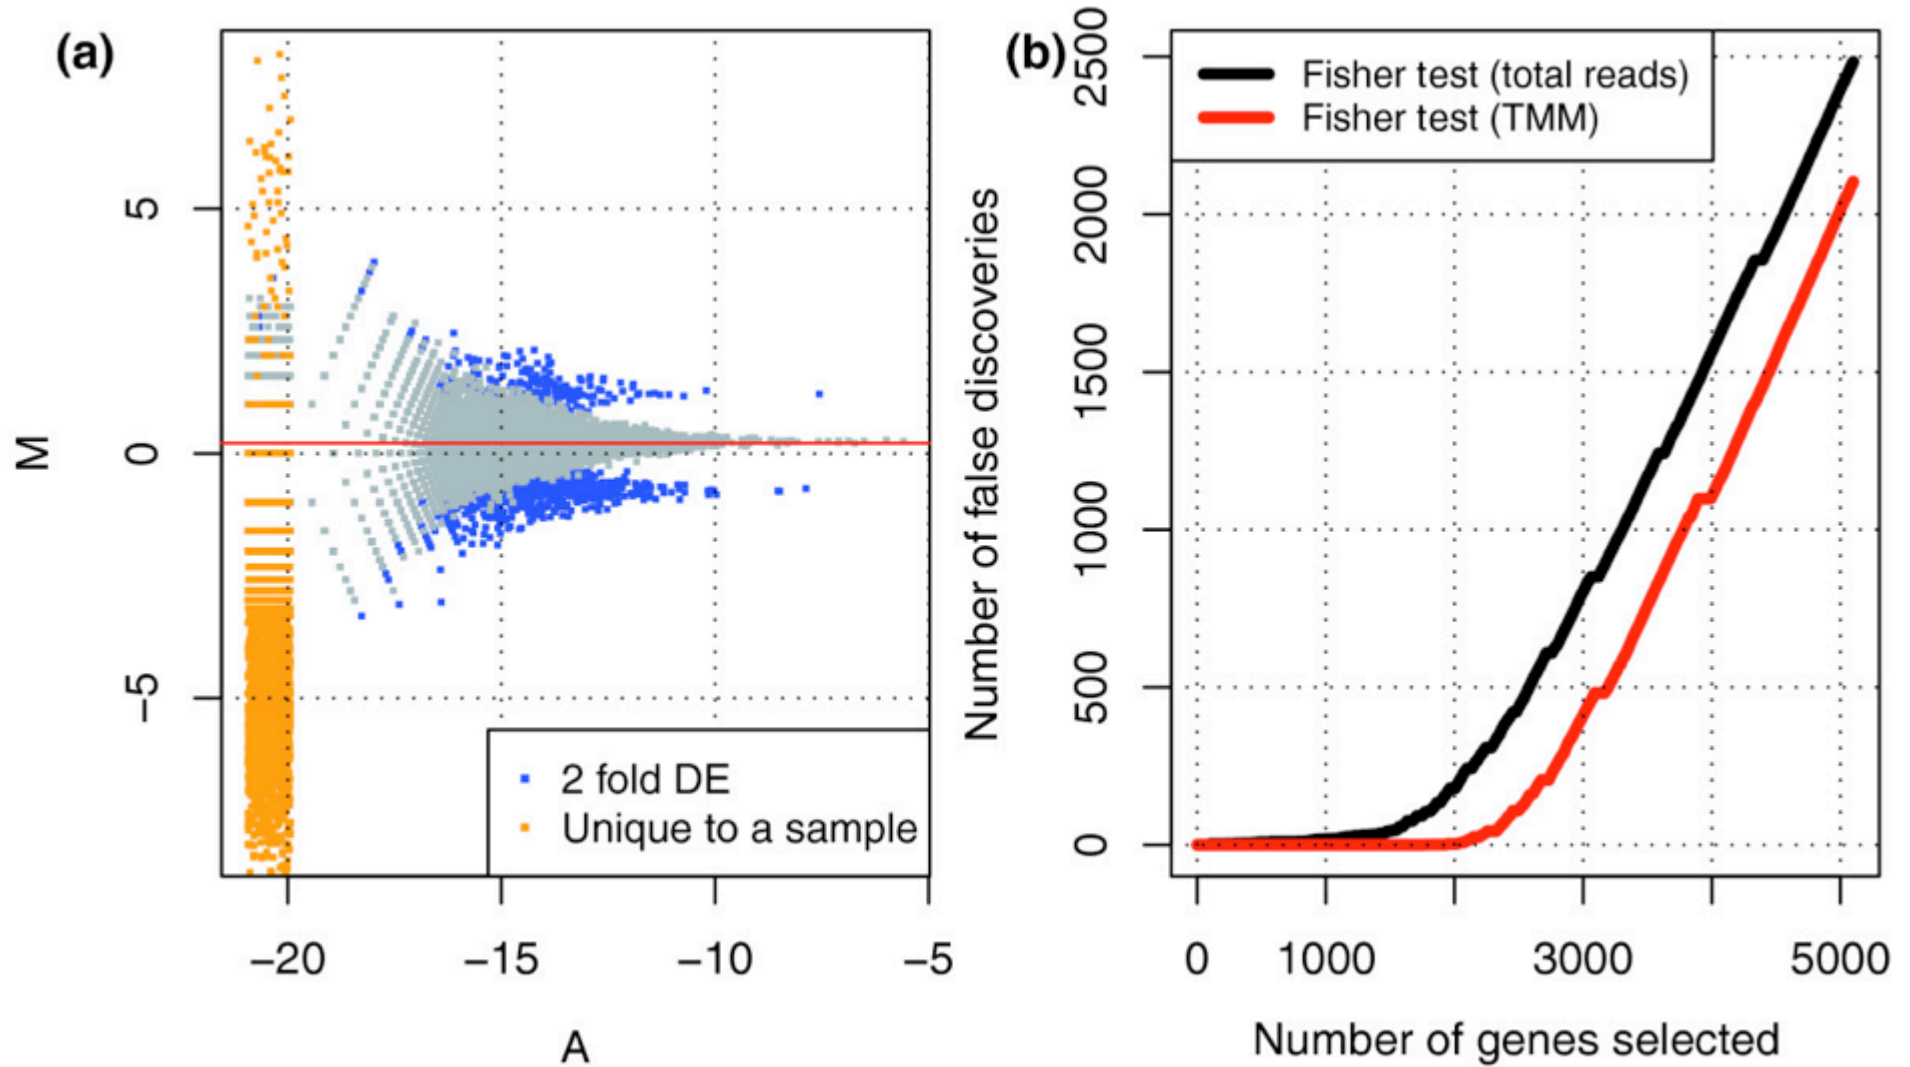 (a)
M
5
0
−5
2 fold DE
Unique to a sample
−20 −15 −10 −5
A
(b)
Number of false discoveries
2500
2000
1500
1000
500
0
Fisher test (total reads)
Fisher test (TMM)
0 1000 3000 5000
Number of genes selected